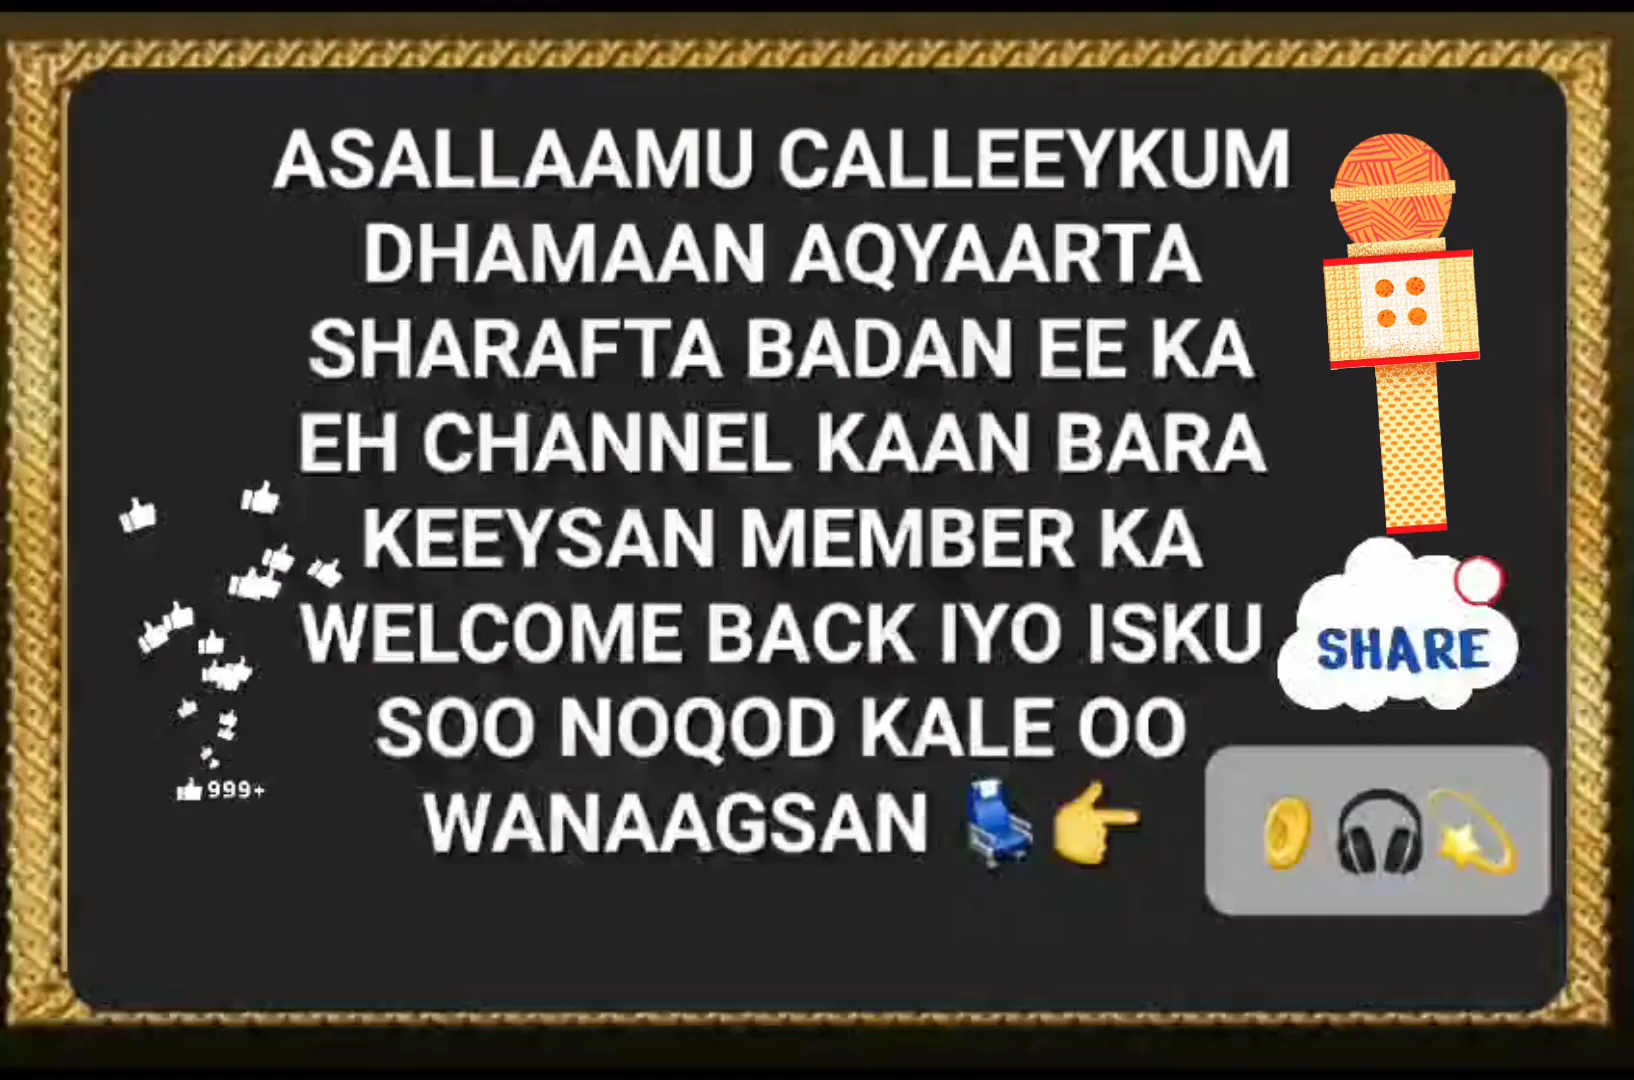 ASALLAAMU CALLEEYKUM
DHAMAAN AQYAARTA
SHARAFTA BADAN EE KA
EH CHANNEL KAAN BARA
KEEYSAN MEMBER KA
WELCOME BACK IYO ISKU
SOO NOQOD KALE OO
WANAAGSAN 💺👉
SHARE
999+